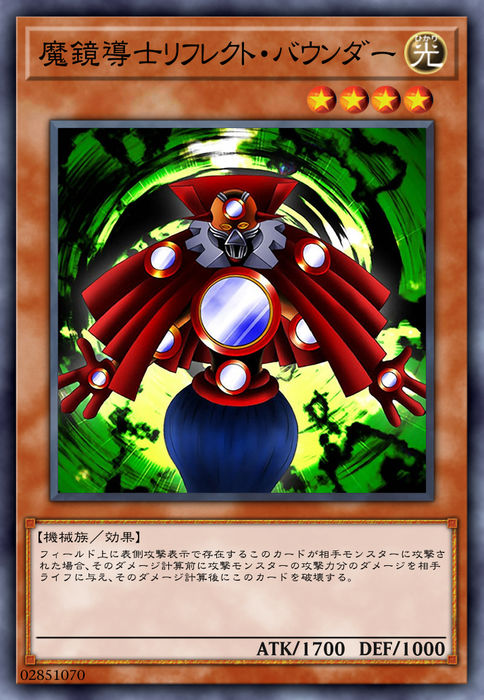 魔鏡導士リフレクト・バウンダー
ひかり
光
【機械族／効果】
フィールド上に表側攻撃表示で存在するこのカードが相手モンスターに攻撃さ
れた場合、そのダメージ計算前に攻撃モンスターの攻撃力分のダメージを相手
ライフに与え、そのダメージ計算後にこのカードを破壊する。
ATK/1700 DEF/1000
02851070